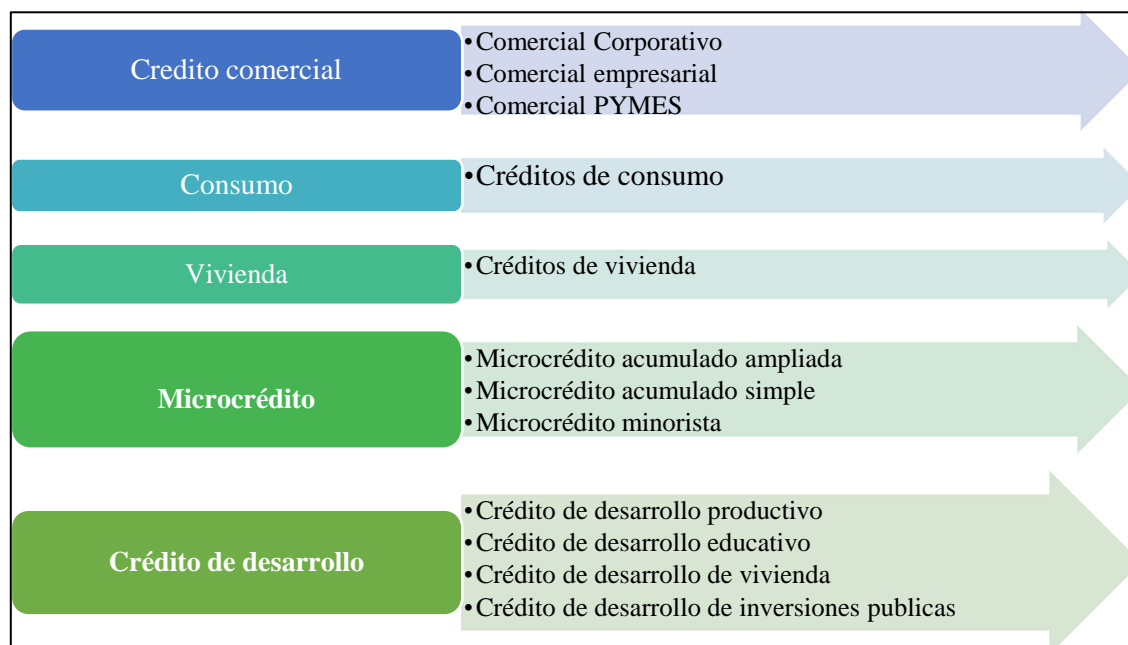 Credito comercial
•Comercial Corporativo
•Comercial empresarial
•Comercial PYMES
Consumo
•Créditos de consumo
Vivienda
•Créditos de vivienda
Microcrédito
•Microcrédito acumulado ampliada
•Microcrédito acumulado simple
•Microcrédito minorista
Crédito de desarrollo
•Crédito de desarrollo productivo
•Crédito de desarrollo educativo
•Crédito de desarrollo de vivienda
•Crédito de desarrollo de inversiones publicas